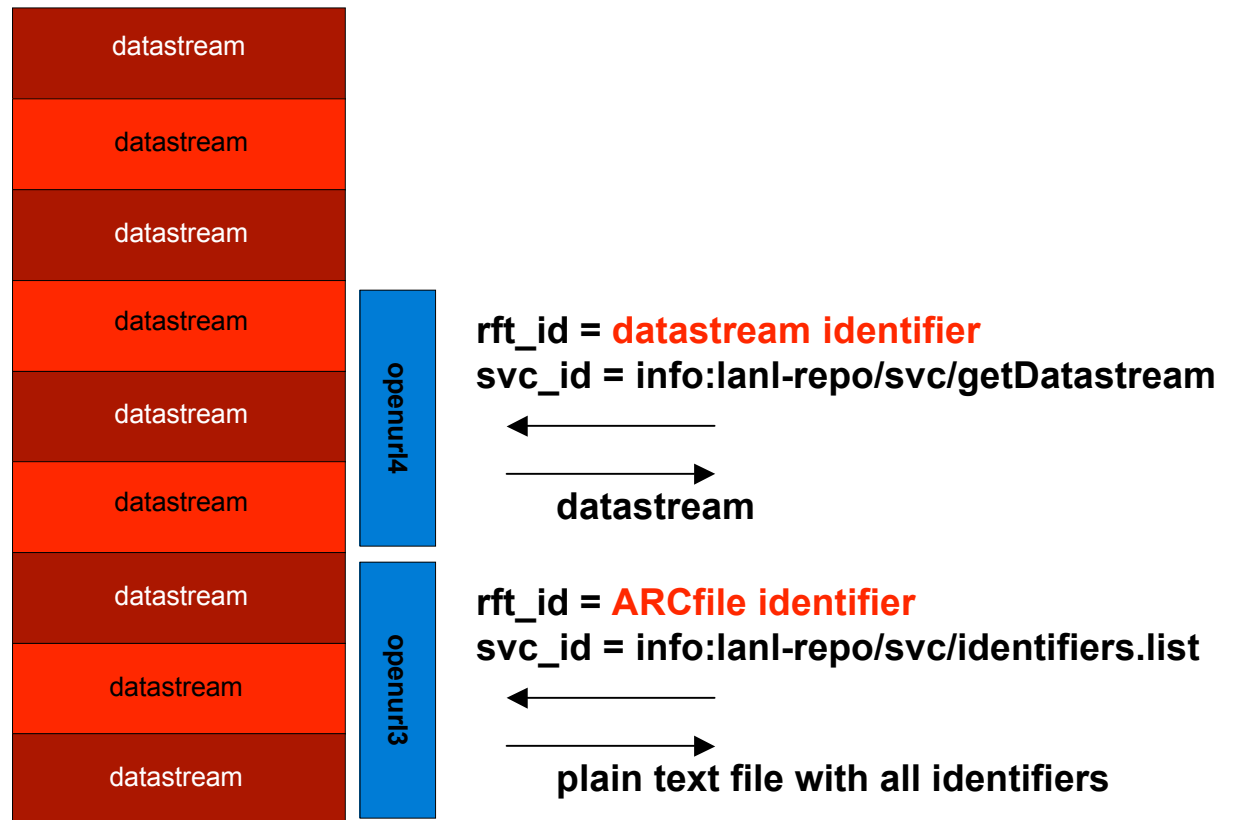 datastream
datastream
datastream
datastream
datastream
datastream
datastream
datastream
datastream
openurl4
rft_id = datastream identifier
svc_id = info:lanl-repo/svc/getDatastream
datastream
openurl3
rft_id = ARCfile identifier
svc_id = info:lanl-repo/svc/identifiers.list
plain text file with all identifiers